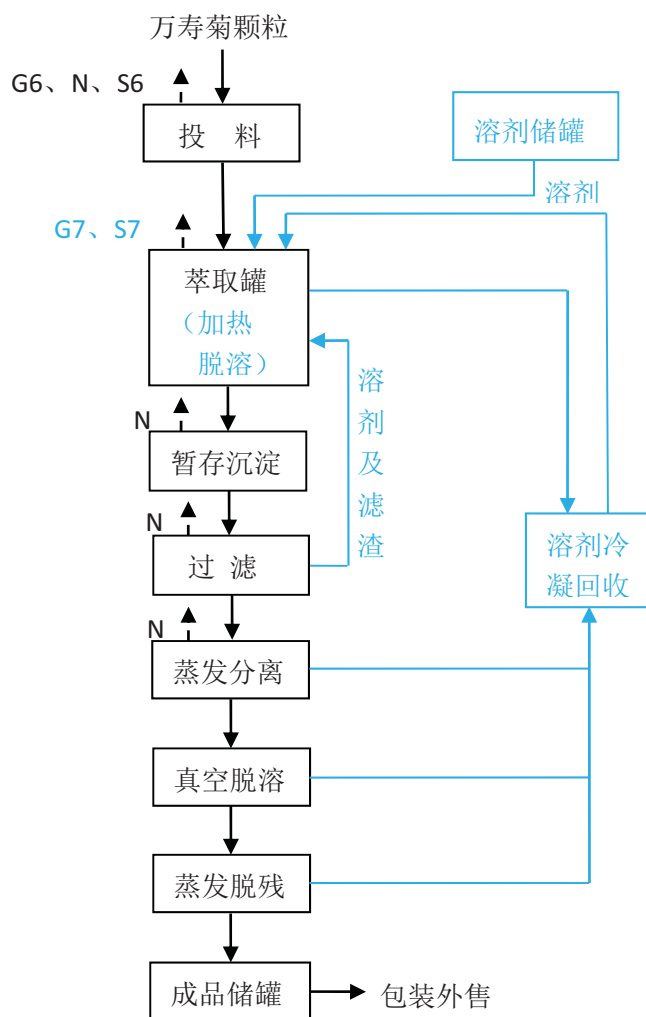 万寿菊颗粒
G6、N、S6
投 料
溶剂储罐
溶剂
G7、S7
萃取罐
（加热
脱溶）
溶剂及滤渣
N
暂存沉淀
N
过 滤
溶剂冷
凝回收
N
蒸发分离
真空脱溶
蒸发脱残
成品储罐
包装外售